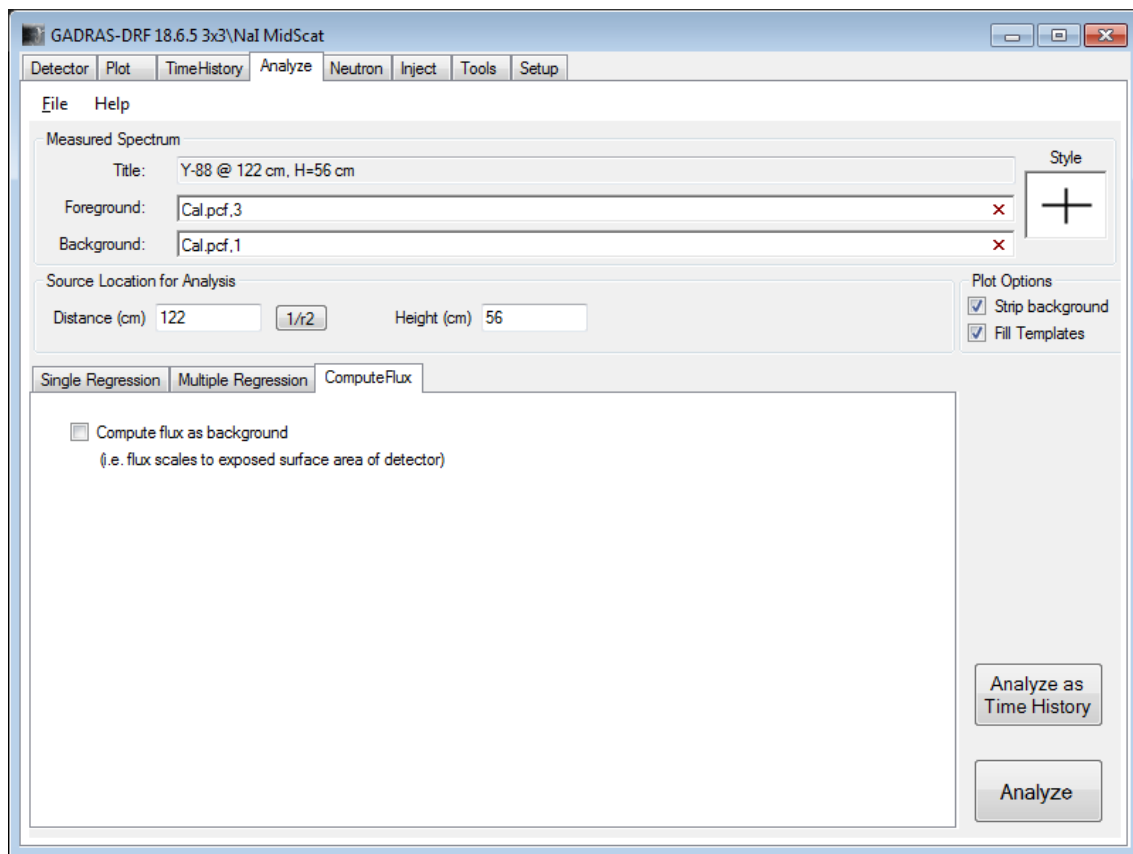 GADRAS-DRF 18.6.5 3x3\NaI MidScat
Detector Plot TimeHistory Analyze Neutron Inject Tools Setup
File Help
Measured Spectrum
Title: Y-88 @ 122 cm, H=56 cm
Style
Foreground: Cal.pcf,3
Background: Cal.pcf,1
Source Location for Analysis
Distance (cm) 122 1/r2 Height (cm) 56
Plot Options
Strip background
Fill Templates
Single Regression Multiple Regression ComputeFlux
Compute flux as background
(i.e. flux scales to exposed surface area of detector)
Analyze as
Time History
Analyze